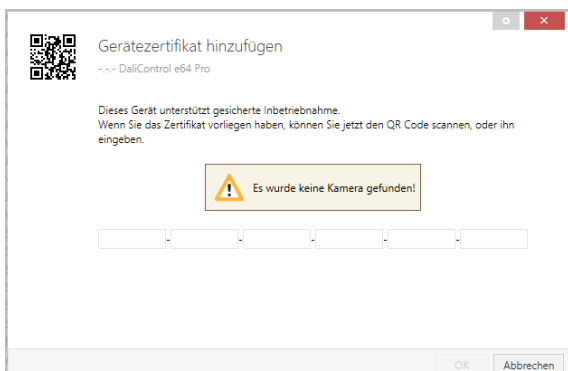 Gerätezertifikat hinzufügen
-.-.- DaliControl e64 Pro
Dieses Gerät unterstützt gesicherte Inbetriebnahme.
Wenn Sie das Zertifikat vorliegen haben, können Sie jetzt den QR Code scannen, oder ihn
eingeben.
Es wurde keine Kamera gefunden!
- - - - -
OK Abbrechen